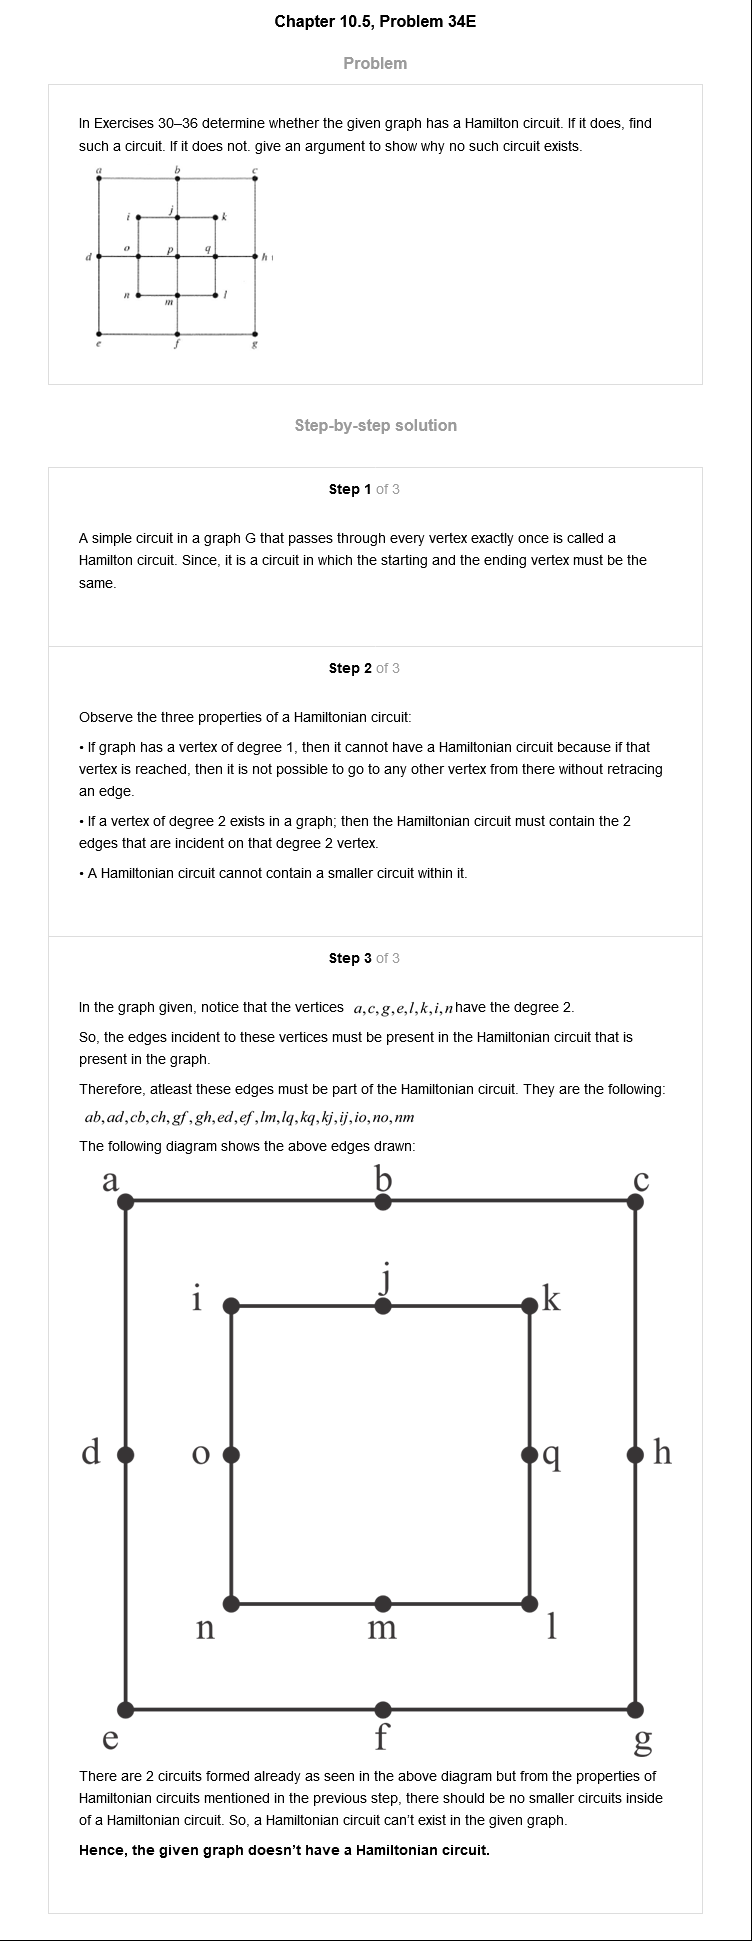 Chapter 10.5, Problem 34E
Problem
In Exercises 30–36 determine whether the given graph has a Hamilton circuit. If it does, find
such a circuit. If it does not. give an argument to show why no such circuit exists.
a b c
i j k
d o p q h
n m l
e f g
Step-by-step solution
Step 1 of 3
A simple circuit in a graph G that passes through every vertex exactly once is called a
Hamilton circuit. Since, it is a circuit in which the starting and the ending vertex must be the
same.
Step 2 of 3
Observe the three properties of a Hamiltonian circuit:
• If graph has a vertex of degree 1, then it cannot have a Hamiltonian circuit because if that
vertex is reached, then it is not possible to go to any other vertex from there without retracing
an edge.
• If a vertex of degree 2 exists in a graph; then the Hamiltonian circuit must contain the 2
edges that are incident on that degree 2 vertex.
• A Hamiltonian circuit cannot contain a smaller circuit within it.
Step 3 of 3
In the graph given, notice that the vertices a,c,g,e,l,k,i,n have the degree 2.
So, the edges incident to these vertices must be present in the Hamiltonian circuit that is
present in the graph.
Therefore, atleast these edges must be part of the Hamiltonian circuit. They are the following:
ab,ad,cb,ch,gf,gh,ed,ef,lm,lq,kq,kj,ij,io,no,nm
The following diagram shows the above edges drawn:
a b c
i j k
d o q h
n m l
e f g
There are 2 circuits formed already as seen in the above diagram but from the properties of
Hamiltonian circuits mentioned in the previous step, there should be no smaller circuits inside
of a Hamiltonian circuit. So, a Hamiltonian circuit can't exist in the given graph.
Hence, the given graph doesn't have a Hamiltonian circuit.